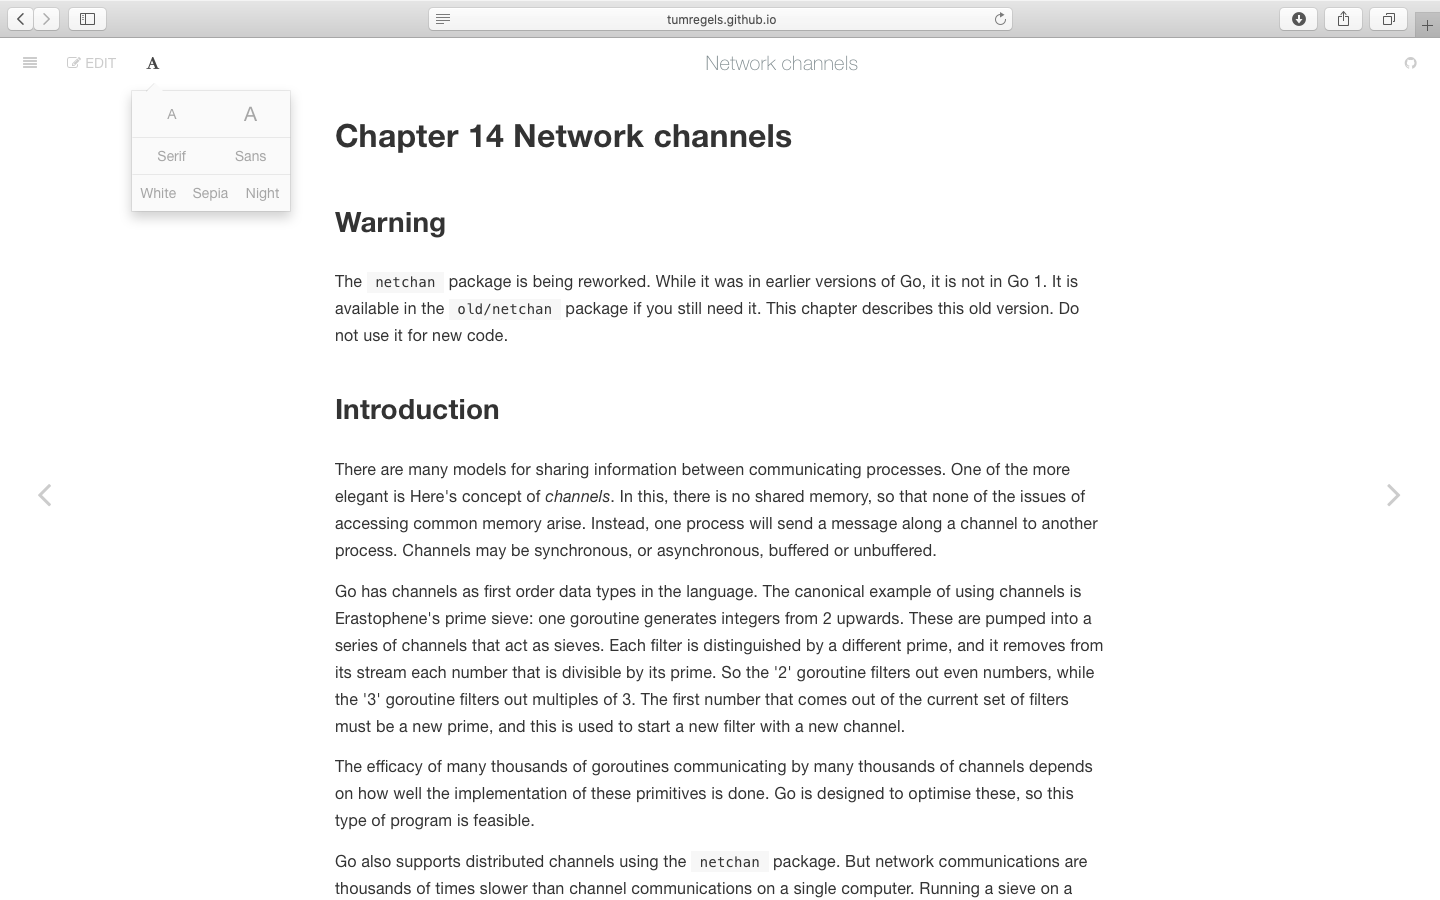 tumregels.github.io
EDIT
A
Network channels
A A
Serif Sans
White Sepia Night
Chapter 14 Network channels
Warning
The netchan package is being reworked. While it was in earlier versions of Go, it is not in Go 1. It is
available in the old/netchan package if you still need it. This chapter describes this old version. Do
not use it for new code.
Introduction
There are many models for sharing information between communicating processes. One of the more
elegant is Here's concept of channels. In this, there is no shared memory, so that none of the issues of
accessing common memory arise. Instead, one process will send a message along a channel to another
process. Channels may be synchronous, or asynchronous, buffered or unbuffered.
Go has channels as first order data types in the language. The canonical example of using channels is
Erastophene's prime sieve: one goroutine generates integers from 2 upwards. These are pumped into a
series of channels that act as sieves. Each filter is distinguished by a different prime, and it removes from
its stream each number that is divisible by its prime. So the '2' goroutine filters out even numbers, while
the '3' goroutine filters out multiples of 3. The first number that comes out of the current set of filters
must be a new prime, and this is used to start a new filter with a new channel.
The efficacy of many thousands of goroutines communicating by many thousands of channels depends
on how well the implementation of these primitives is done. Go is designed to optimise these, so this
type of program is feasible.
Go also supports distributed channels using the netchan package. But network communications are
thousands of times slower than channel communications on a single computer. Running a sieve on a